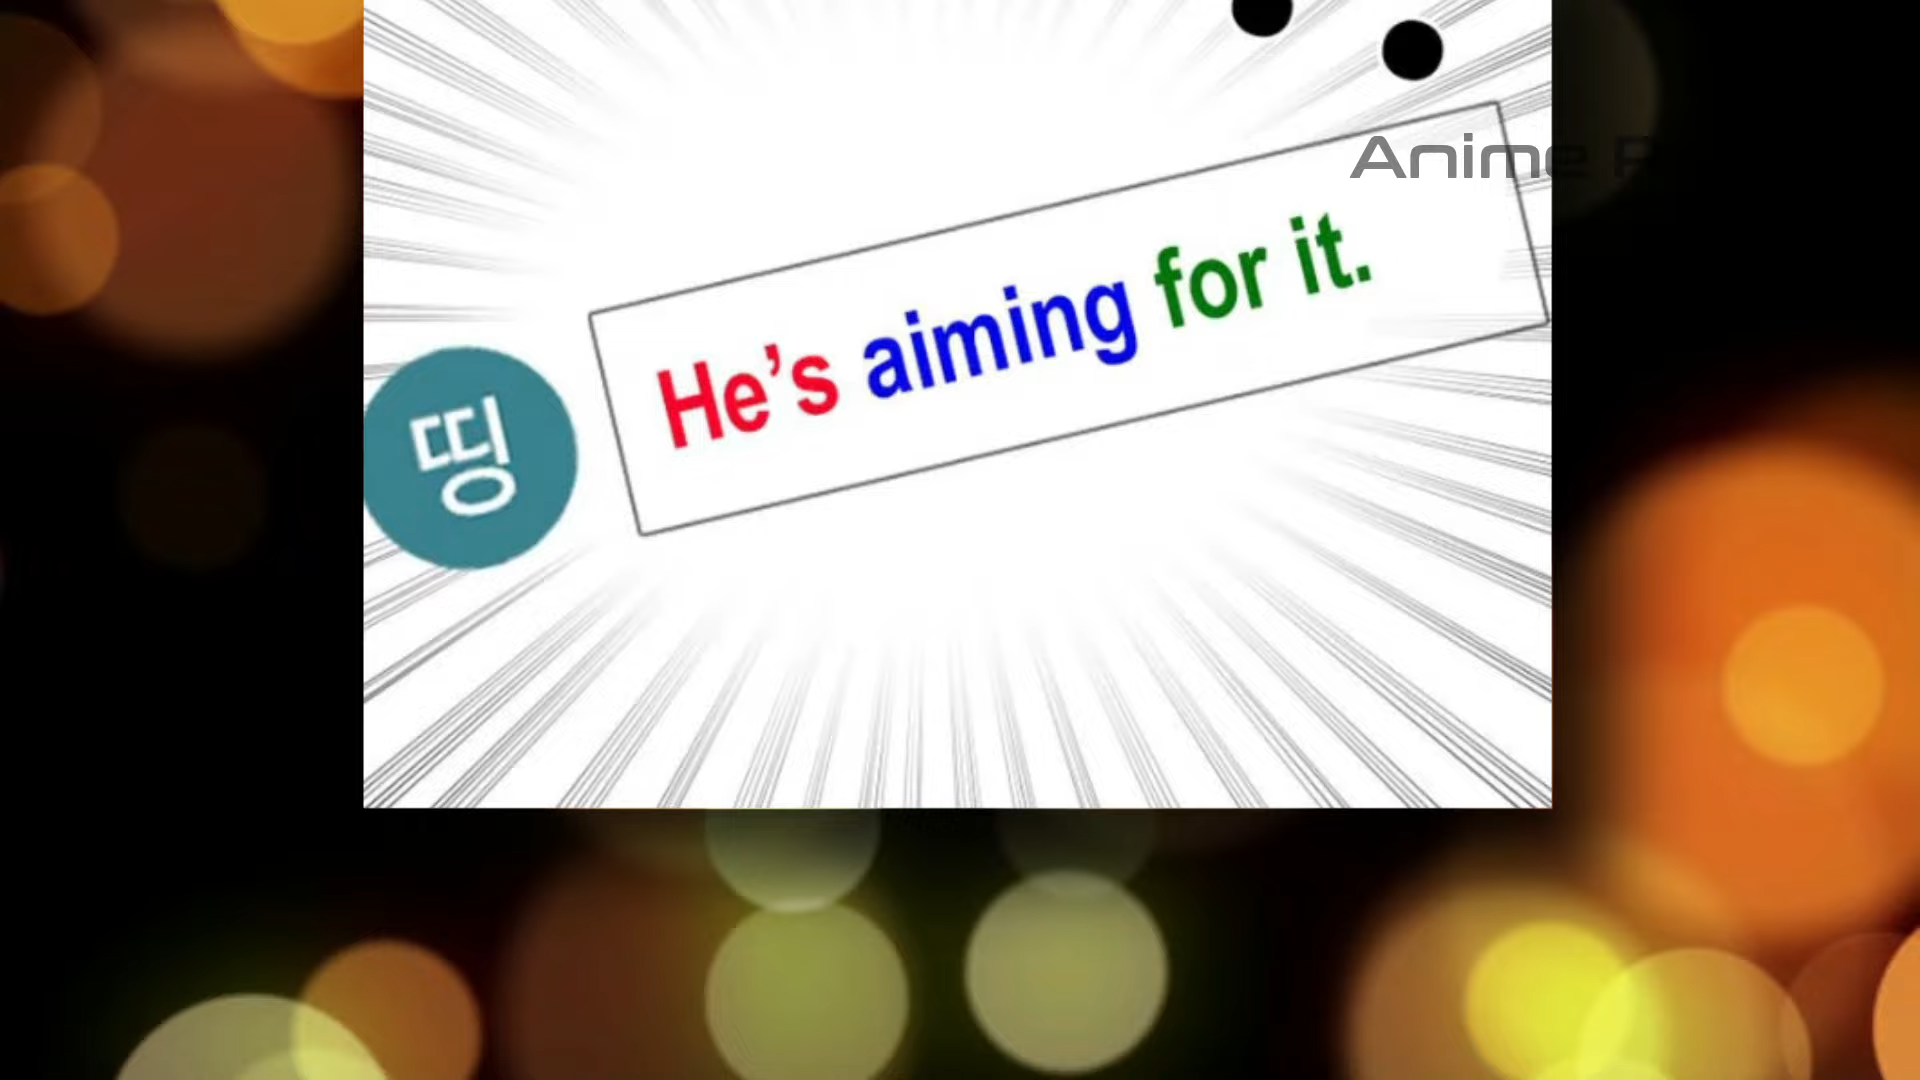 Anime
He's aiming for it.
띵